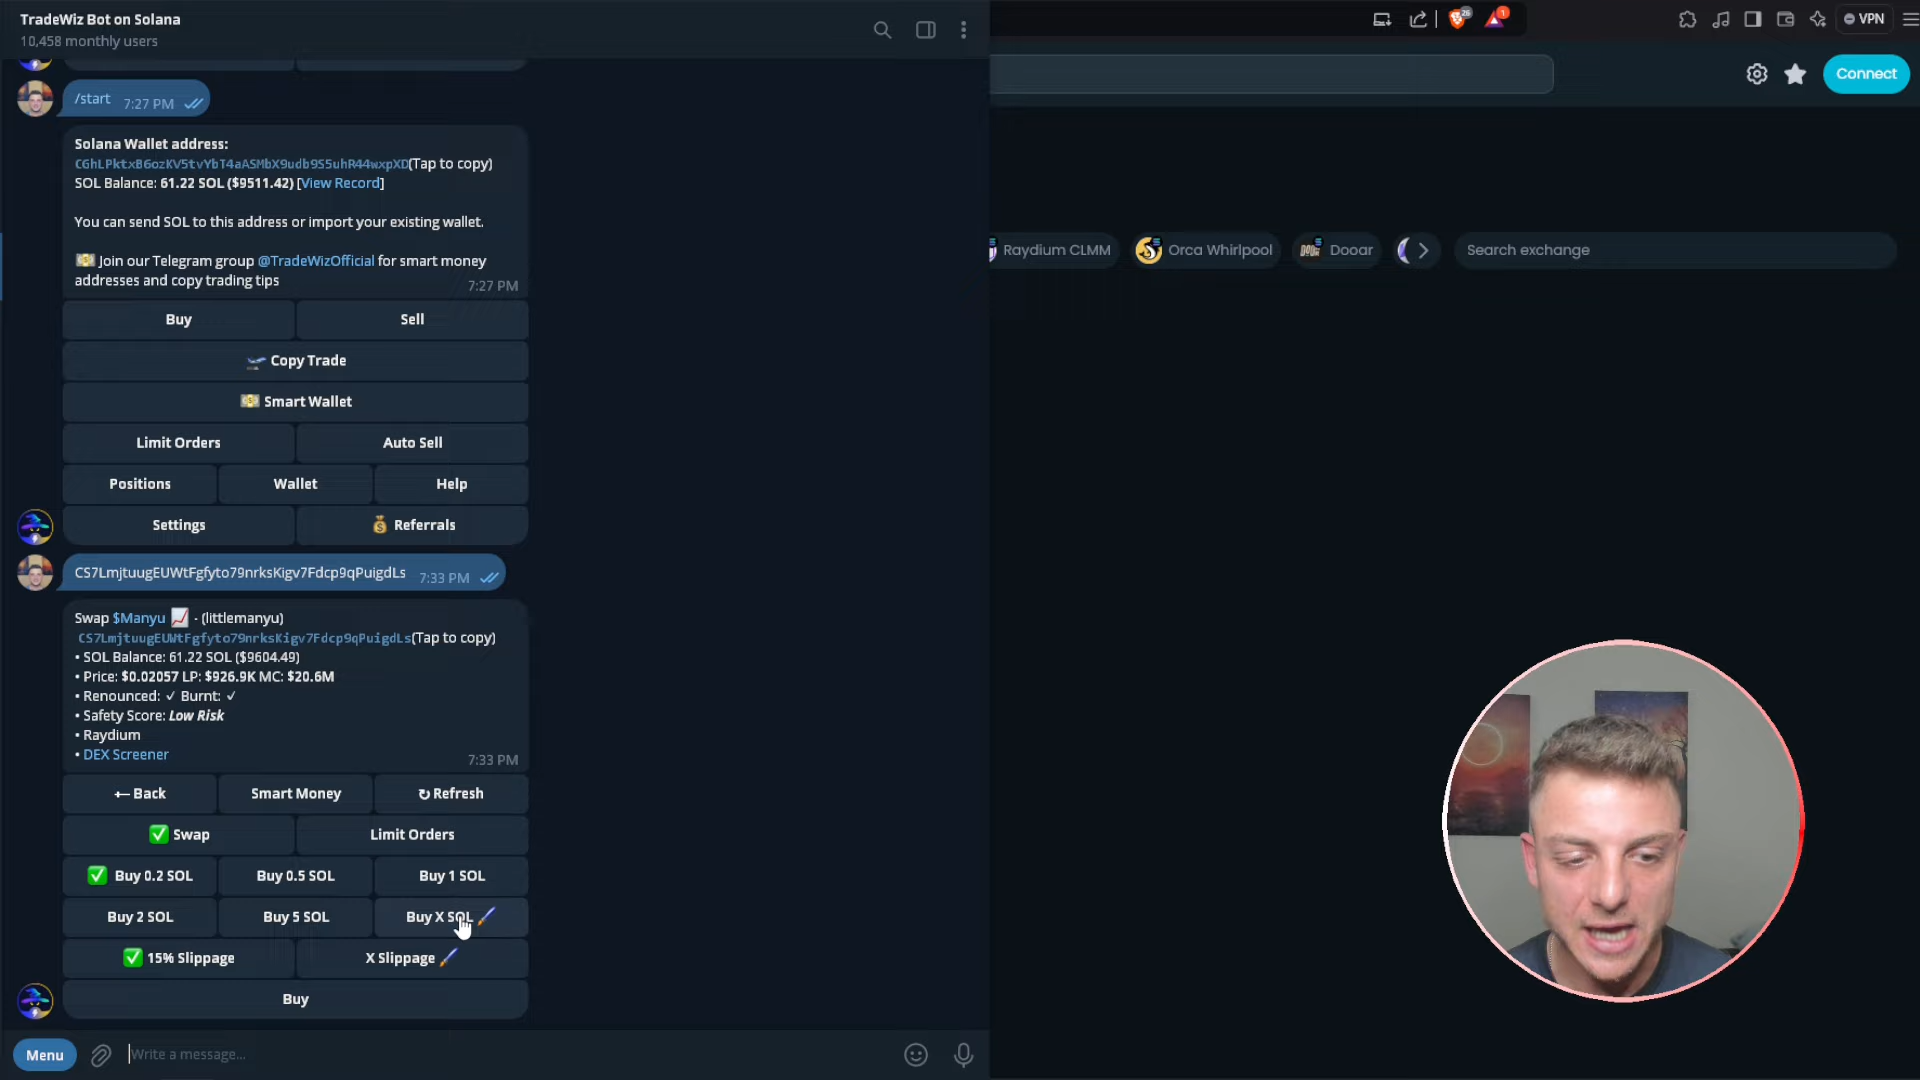 TradeWiz Bot on Solana
10,458 monthly users
/start 7:27 PM
Solana Wallet address:
CGhLPktxB6ozKV5tvYbT4aASMbX9udb9S5uhR44wxpXD(Tap to copy)
SOL Balance: 61.22 SOL ($9511.42) [View Record]
You can send SOL to this address or import your existing wallet.
Join our Telegram group @TradeWizOfficial for smart money
addresses and copy trading tips
7:27 PM
Buy Sell
Copy Trade
Smart Wallet
Limit Orders Auto Sell
Positions Wallet Help
Settings Referrals
CS7LmjtuugEUWtFgfyto79nrksKigv7Fdcp9qPuigdLs 7:33 PM
Swap $Manyu - (littlemanyu)
CS7LmjtuugEUWtFgfyto79nrksKigv7Fdcp9qPuigdLs(Tap to copy)
• SOL Balance: 61.22 SOL ($9604.49)
• Price: $0.02057 LP: $926.9K MC: $20.6M
• Renounced: ✓ Burnt: ✓
• Safety Score: Low Risk
• Raydium
• DEX Screener
7:33 PM
← Back Smart Money ↻ Refresh
✅ Swap Limit Orders
✅ Buy 0.2 SOL Buy 0.5 SOL Buy 1 SOL
Buy 2 SOL Buy 5 SOL Buy X SOL
✅ 15% Slippage X Slippage
Buy
Menu Write a message...
26 1 VPN
Connect
Raydium CLMM Orca Whirlpool Dooar Search exchange